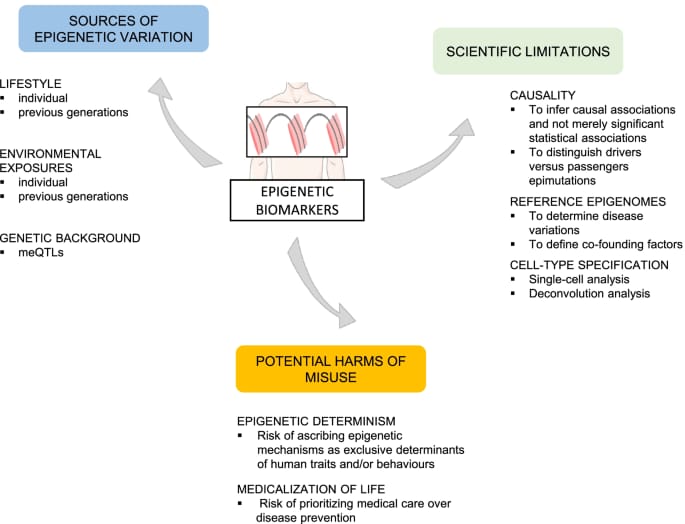 SOURCES OF
EPIGENETIC VARIATION
LIFESTYLE
▪ individual
▪ previous generations
ENVIRONMENTAL
EXPOSURES
▪ individual
▪ previous generations
GENETIC BACKGROUND
▪ meQTLs
EPIGENETIC
BIOMARKERS
SCIENTIFIC LIMITATIONS
CAUSALITY
▪ To infer causal associations
and not merely significant
statistical associations
▪ To distinguish drivers
versus passengers
epimutations
REFERENCE EPIGENOMES
▪ To determine disease
variations
▪ To define co-founding factors
CELL-TYPE SPECIFICATION
▪ Single-cell analysis
▪ Deconvolution analysis
POTENTIAL HARMS OF
MISUSE
EPIGENETIC DETERMINISM
▪ Risk of ascribing epigenetic
mechanisms as exclusive determinants
of human traits and/or behaviours
MEDICALIZATION OF LIFE
▪ Risk of prioritizing medical care over
disease prevention